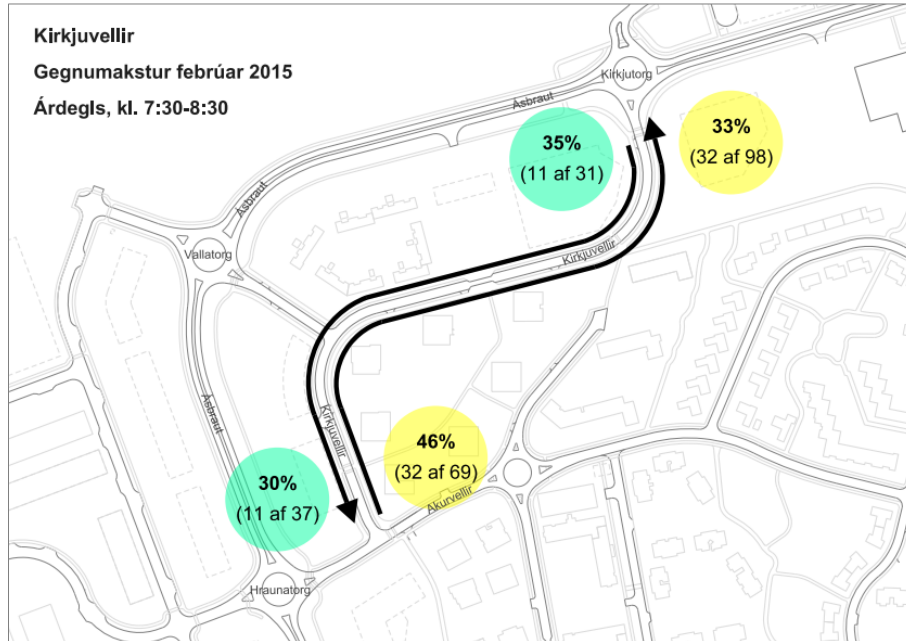 Kirkjuvellir
Gegnumakstur febrúar 2015
Árdegls, kl. 7:30-8:30
Kirkjutorg
Ásbraut
35%
(11 af 31)
33%
(32 af 98)
Ásbraut
Vallatorg
Kirkjuvellir
Ásbraut
Kirkjuvellir
46%
(32 af 69)
30%
(11 af 37)
Akurvellir
Hraunatorg